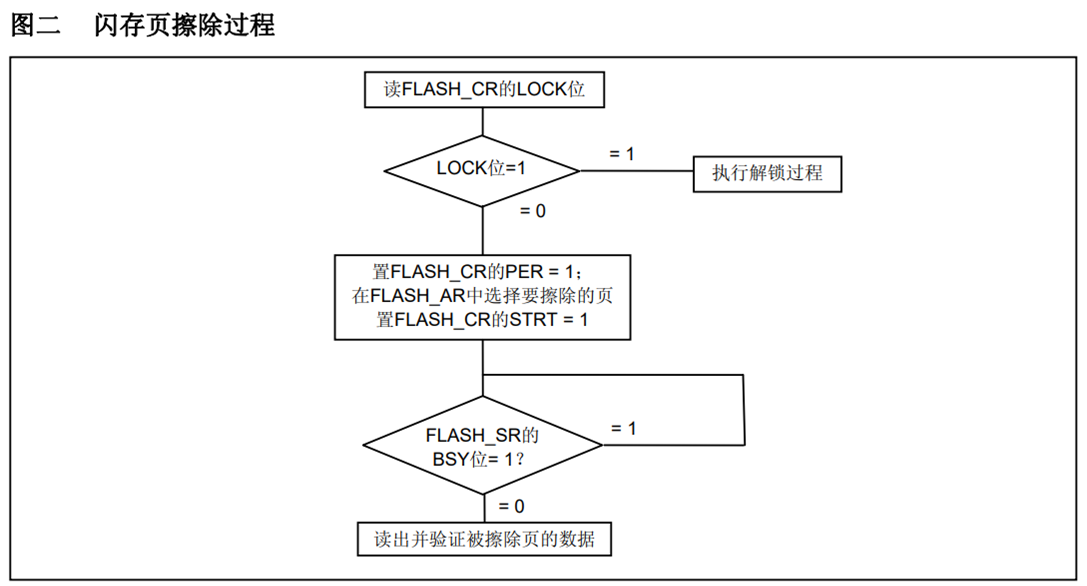 图二 闪存页擦除过程
读FLASH_CR的LOCK位
LOCK位=1
= 1
执行解锁过程
= 0
置FLASH_CR的PER = 1;
在FLASH_AR中选择要擦除的页
置FLASH_CR的STRT = 1
FLASH_SR的
BSY位= 1?
= 1
= 0
读出并验证被擦除页的数据